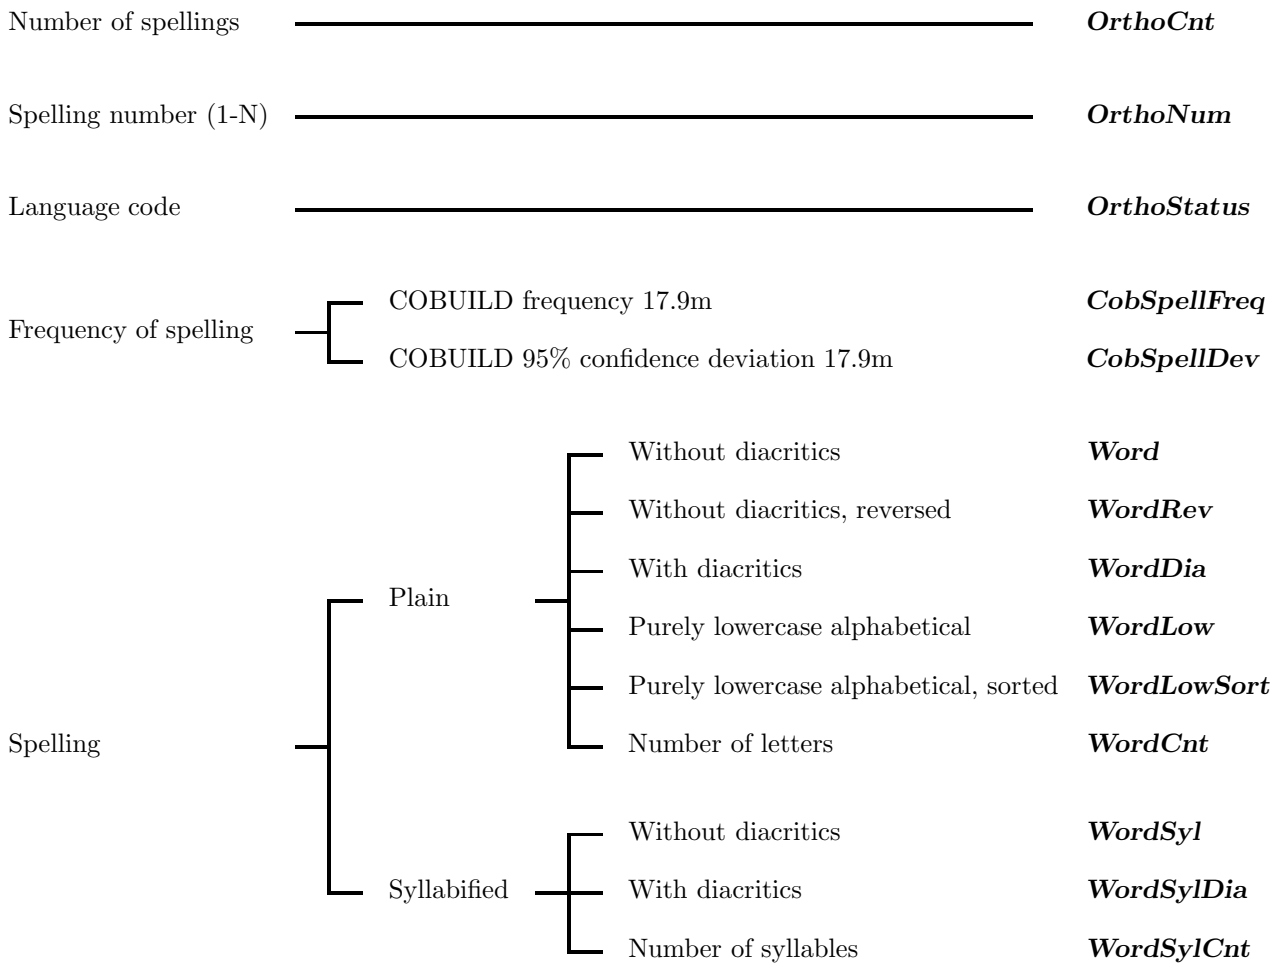 Number of spellings OrthoCnt
Spelling number (1-N) OrthoNum
Language code OrthoStatus
COBUILD frequency 17.9m CobSpellFreq
Frequency of spelling
COBUILD 95% confidence deviation 17.9m CobSpellDev
Without diacritics Word
Without diacritics, reversed WordRev
With diacritics WordDia
Plain
Purely lowercase alphabetical WordLow
Purely lowercase alphabetical, sorted WordLowSort
Spelling Number of letters WordCnt
Without diacritics WordSyl
Syllabified With diacritics WordSylDia
Number of syllables WordSylCnt